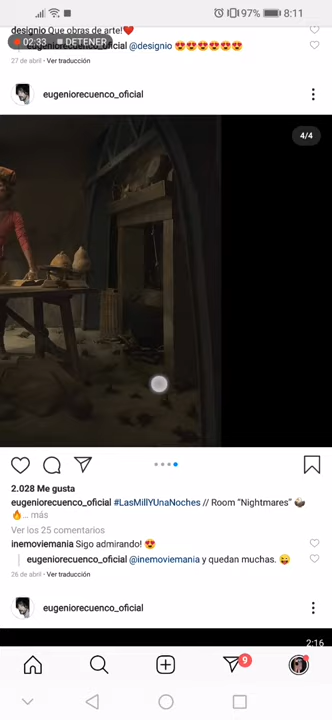 97% 8:11
designio Que obras de arte!❤️
eugeniorecuenco_oficial @designio 😍😍😍😍😍😍
02:33 DETENER
27 de abril · Ver traducción
eugeniorecuenco_oficial
4/4
2.028 Me gusta
eugeniorecuenco_oficial #LasMillYUnaNoches // Room “Nightmares”
🔥... más
Ver los 25 comentarios
inemoviemania Sigo admirando! 😍
eugeniorecuenco_oficial @inemoviemania y quedan muchas. 😜
26 de abril · Ver traducción
eugeniorecuenco_oficial
2:16
9